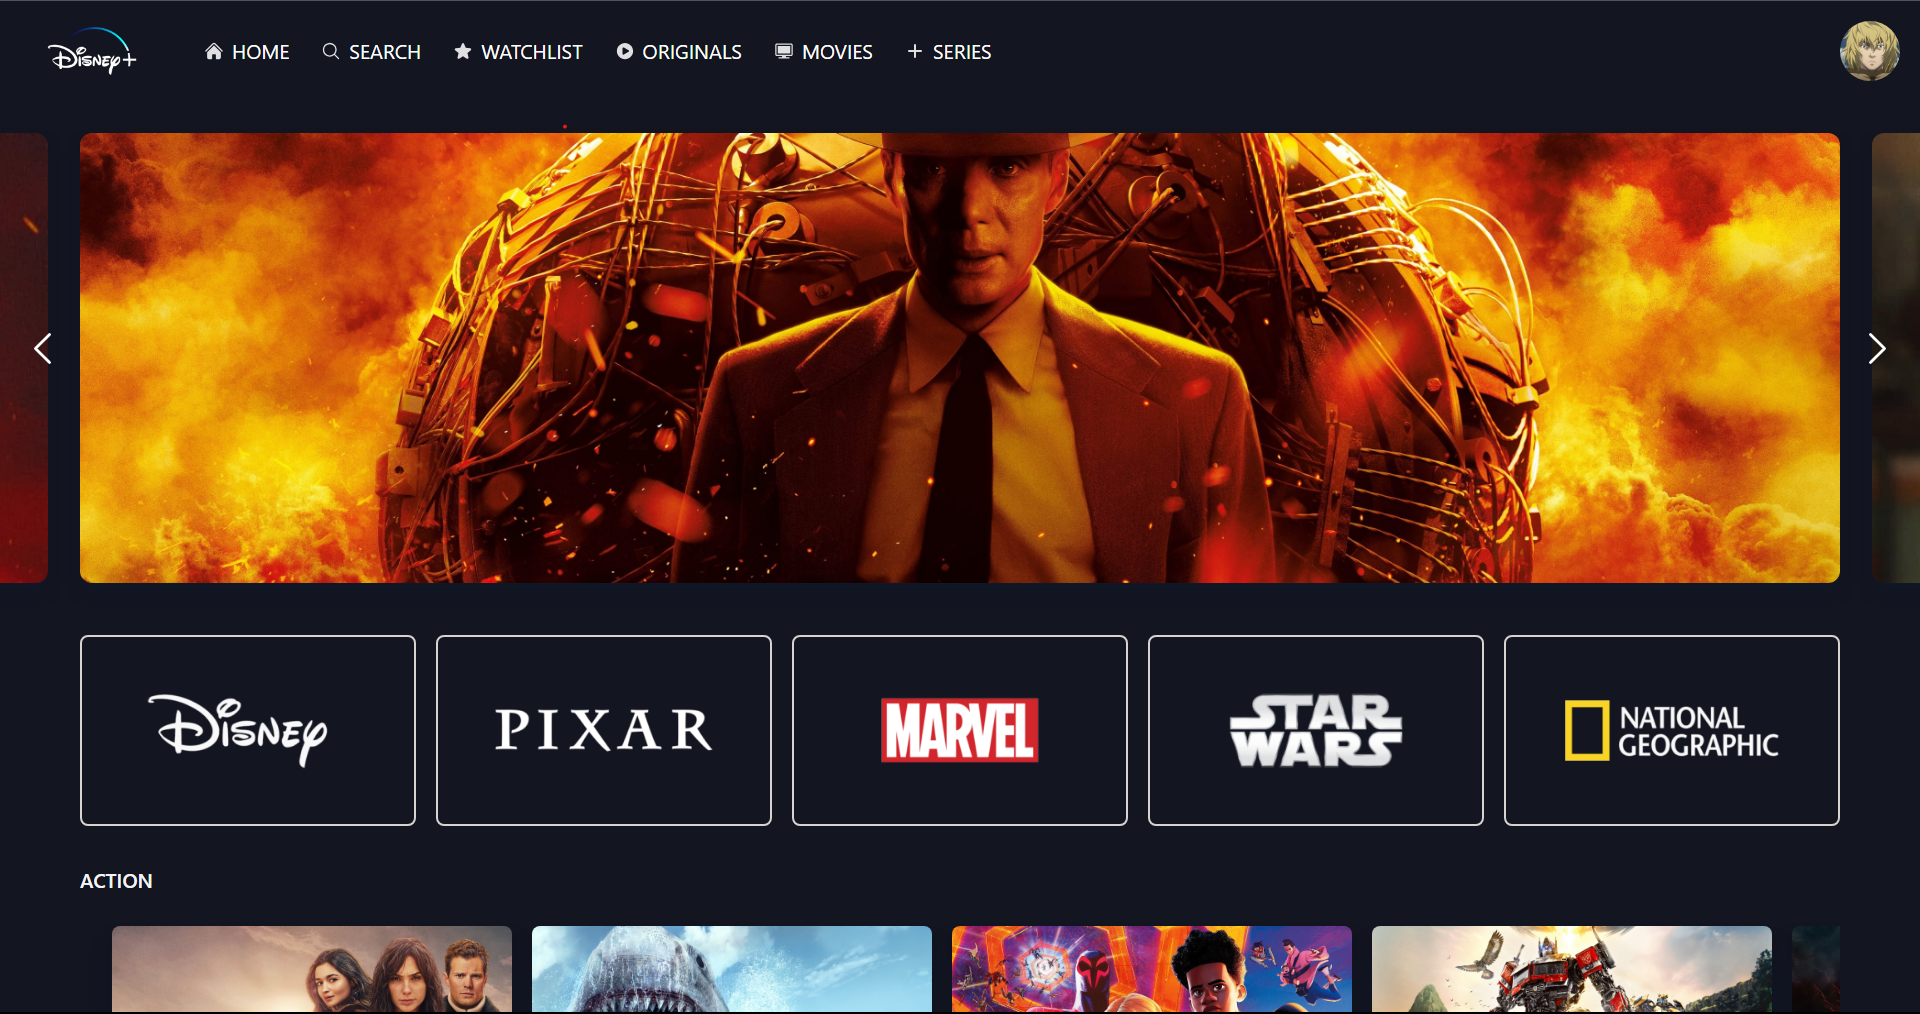 Disney+
HOME
SEARCH
WATCHLIST
ORIGINALS
MOVIES
SERIES
Disney
PIXAR
MARVEL
STAR
WARS
NATIONAL
GEOGRAPHIC
ACTION